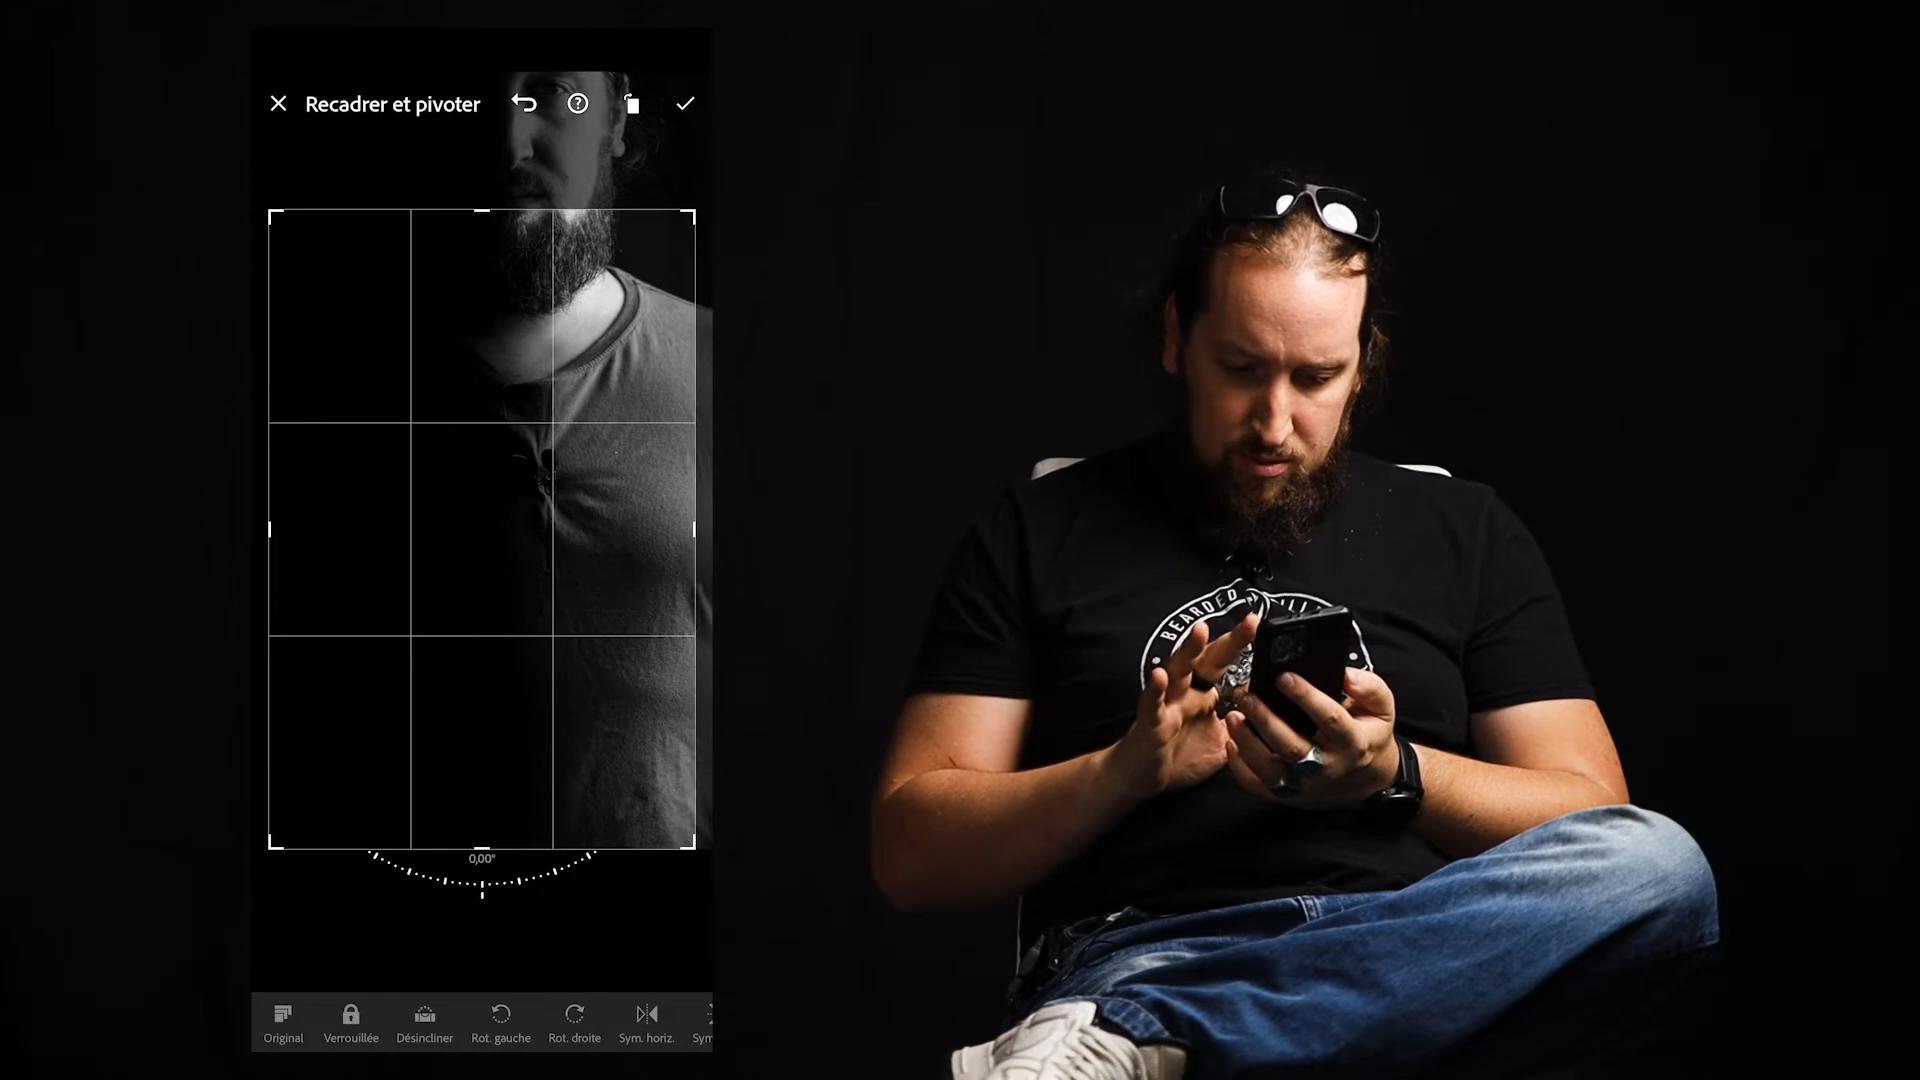 Recadrer et pivoter
0,00°
Original
Verrouillée
Désincliner
Rot. gauche
Rot. droite
Sym. horiz.
Sym
BEARDED